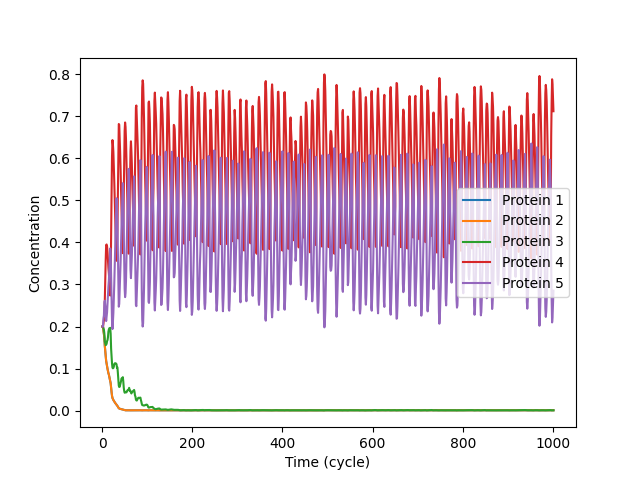 0.8
0.7
0.6
0.5
0.4
0.3
0.2
0.1
0.0
Concentration
0
200
400
600
800
1000
Time (cycle)
Protein 1
Protein 2
Protein 3
Protein 4
Protein 5